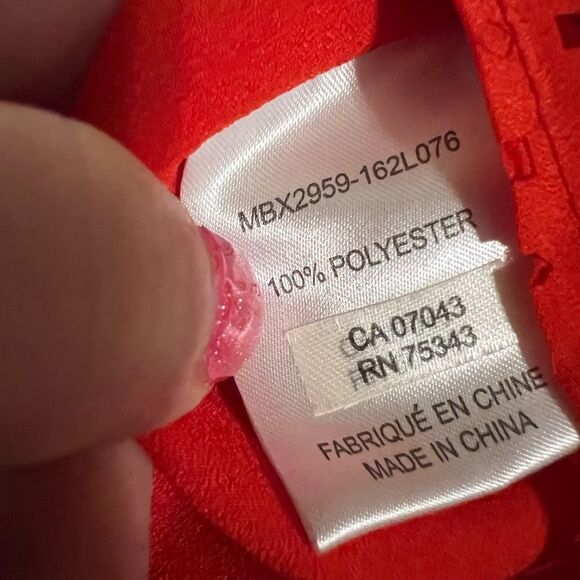 MBX2959-162L076
100% POLYESTER
CA 07043
RN 75343
FABRIQUÉ EN CHINE
MADE IN CHINA